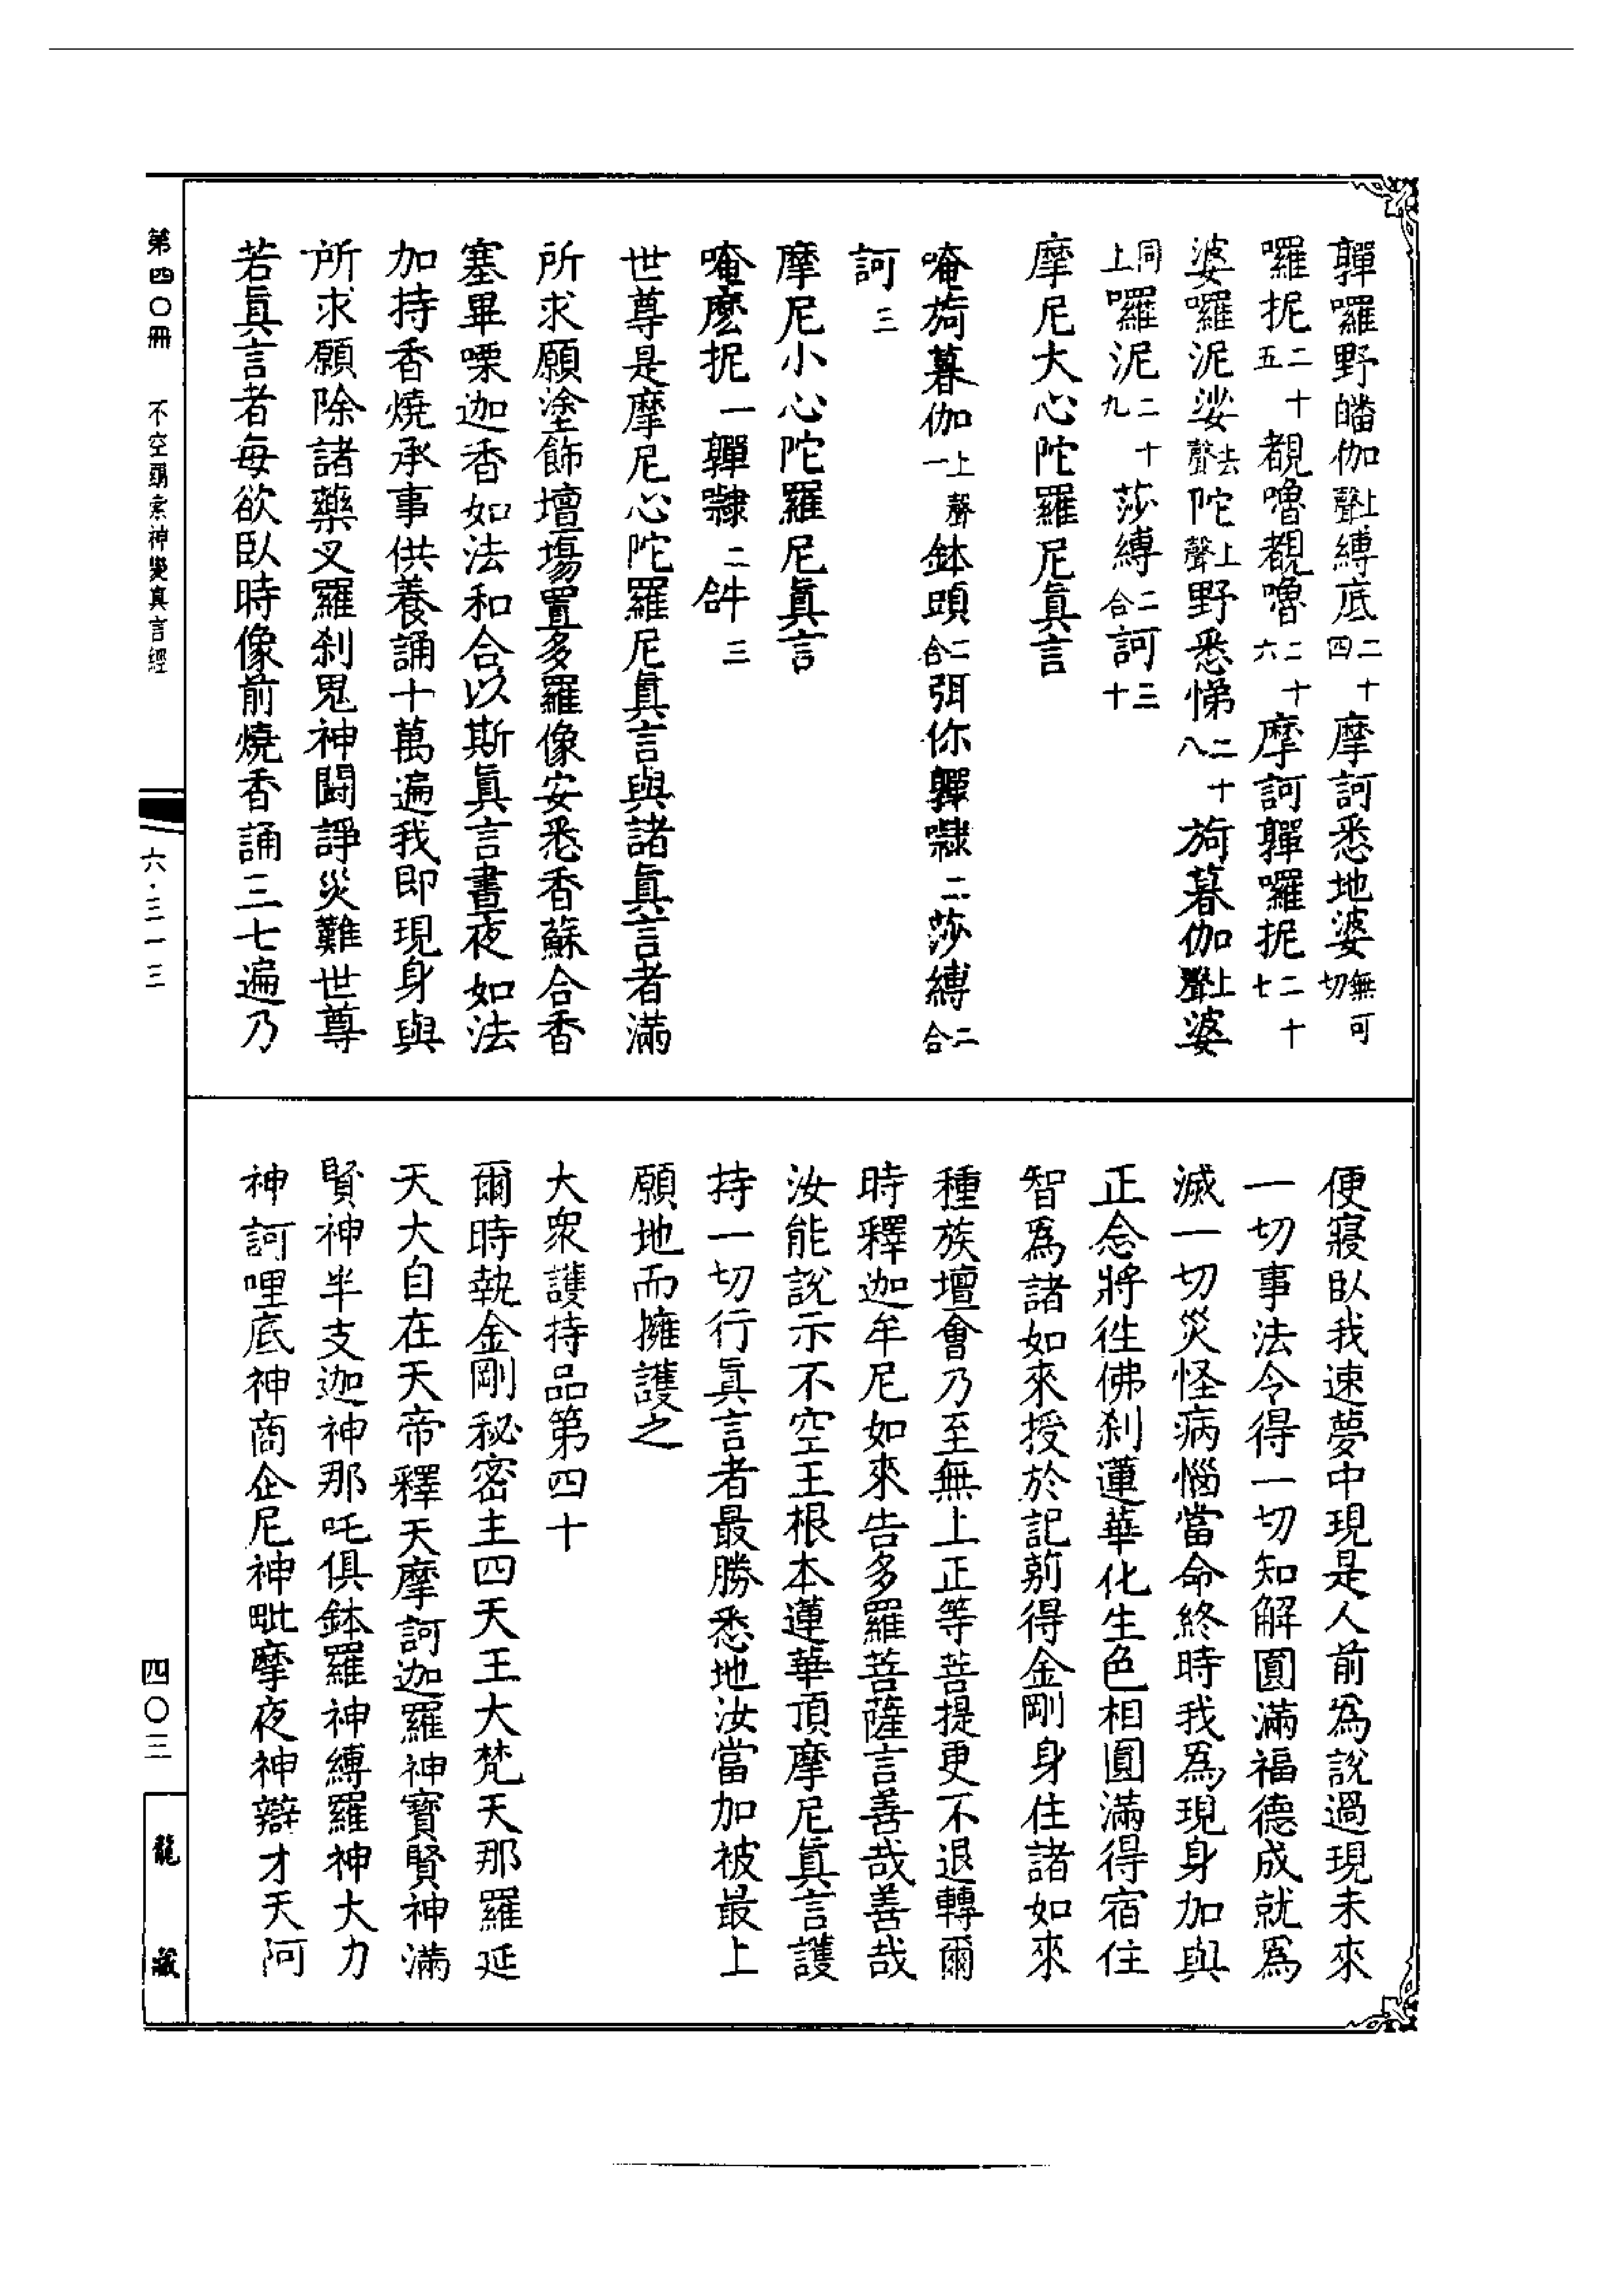 嚲囉野皤伽上聲縛底二十四摩訶悉地婆無可切
囉抳二十五覩嚕覩嚕二十六摩訶嚲囉抳二十七
婆囉泥娑去聲陀上聲野悉悌二十八旖暮伽上聲婆
同上囉泥二十九莎縛二合訶三十
摩尼大心陀羅尼眞言
唵旖暮伽上聲一鉢頭二合弭你嚲㘑二莎縛二合
訶三
摩尼小心陀羅尼眞言
唵麽抳一嚲㘑二𤙖三
世尊是摩尼心陀羅尼眞言與諸眞言者滿
所求願塗飾壇場置多羅像安悉香蘇合香
塞畢㗚迦香如法和合以斯眞言晝夜如法
加持香燒承事供養誦十萬遍我即現身與
所求願除諸藥叉羅刹鬼神鬪諍災難世尊
若眞言者每欲臥時像前燒香誦三七遍乃
便寢臥我速夢中現是人前爲說過現未來
一切事法令得一切知解圓滿福德成就爲
滅一切災怪病惱當命終時我爲現身加與
正念將徃佛刹蓮華化生色相圓滿得宿住
智爲諸如來授於記莂得金剛身住諸如來
種族壇會乃至無上正等菩提更不退轉爾
時釋迦牟尼如來告多羅菩薩言善哉善哉
汝能說示不空王根本蓮華頂摩尼眞言護
持一切行眞言者最勝悉地汝當加被最上
願地而擁護之
大衆護持品第四十
爾時執金剛秘密主四天王大梵天那羅延
天大自在天帝釋天摩訶迦羅神寶賢神滿
賢神半支迦神那吒俱鉢羅神縛羅神大力
神訶哩底神商企尼神毗摩夜神辯才天阿
第四〇冊 不空羂索神變真言經
六·三一三
四〇三
龍藏